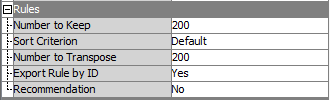 Rules
Number to Keep 200
Sort Criterion Default
Number to Transpose 200
Export Rule by ID Yes
Recommendation No